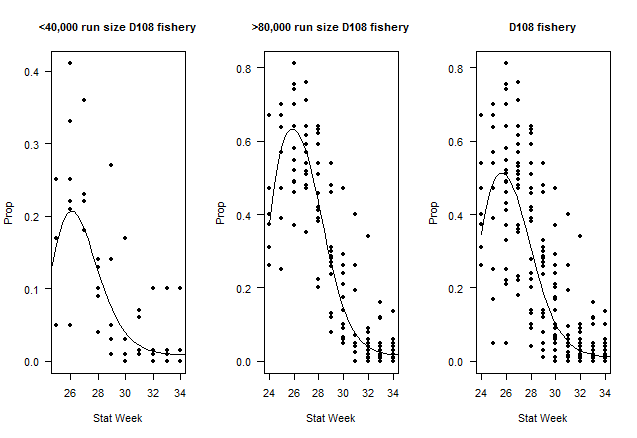 <40,000 run size D108 fishery
>80,000 run size D108 fishery
D108 fishery
Prop
0.4
0.3
0.2
0.1
0.0
26 28 30 32 34
Stat Week
Prop
0.8
0.6
0.4
0.2
0.0
24 26 28 30 32 34
Stat Week
Prop
0.8
0.6
0.4
0.2
0.0
24 26 28 30 32 34
Stat Week